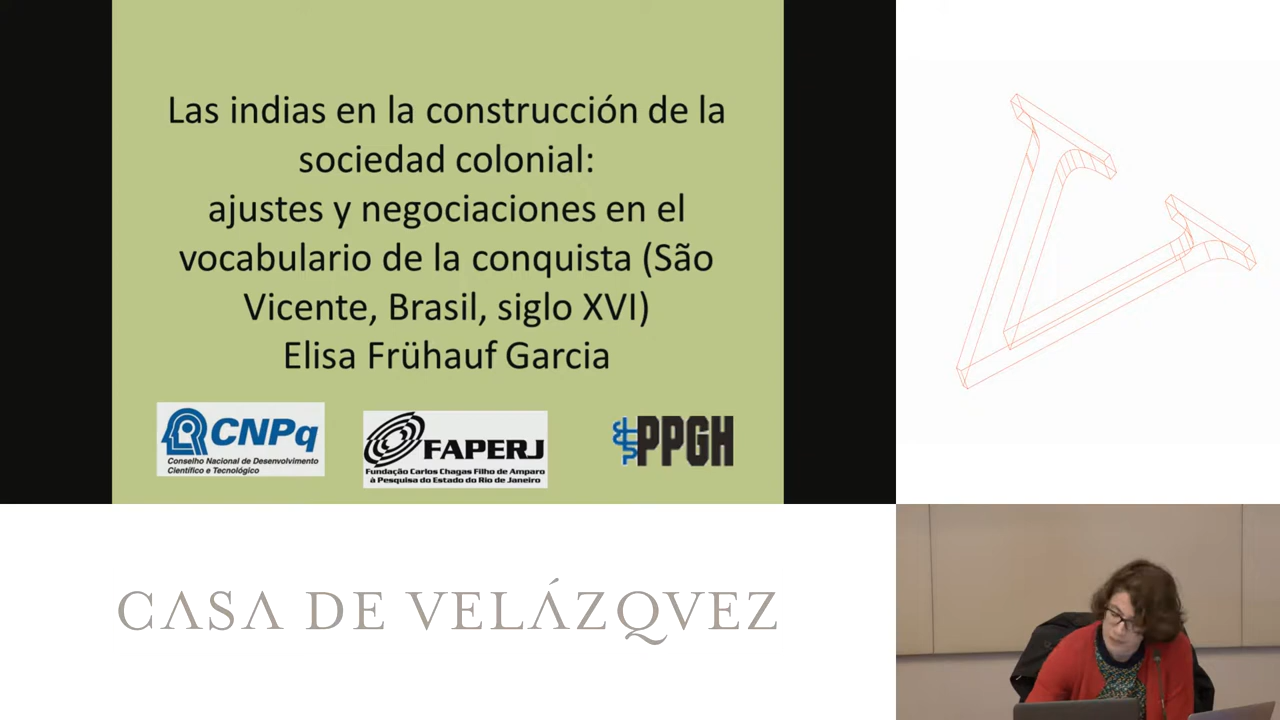 Las indias en la construcción de la
sociedad colonial:
ajustes y negociaciones en el
vocabulario de la conquista (São
Vicente, Brasil, siglo XVI)
Elisa Frühauf Garcia
CNPq
Conselho Nacional de Desenvolvimento
Científico e Tecnológico
FAPERJ
Fundação Carlos Chagas Filho de Amparo
à Pesquisa do Estado do Rio de Janeiro
PPGH
CASA DE VELÁZQVEZ